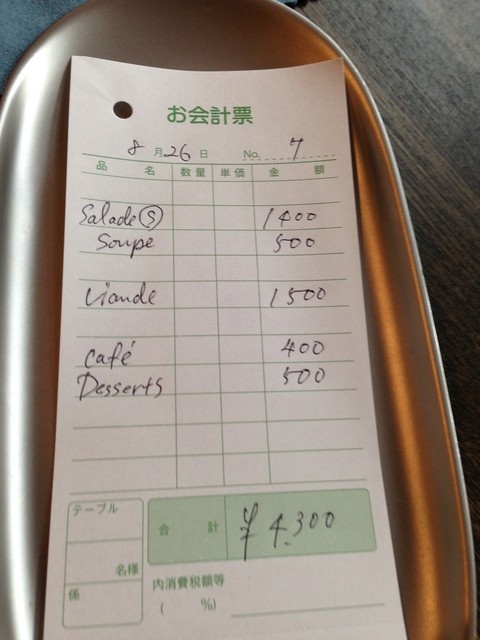 お会計票
8月26日 No. 7
品名 数量 単価 金額
Salade Ⓢ 1400
Soupe 500
Viande 1500
Café 400
Desserts 500
テーブル
合計 ¥4,300
名様
係
内消費税額等
( %)